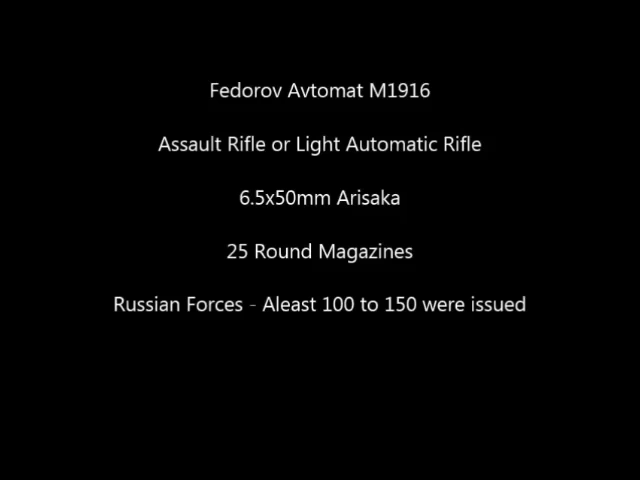 Fedorov Avtomat M1916
Assault Rifle or Light Automatic Rifle
6.5x50mm Arisaka
25 Round Magazines
Russian Forces - Aleast 100 to 150 were issued